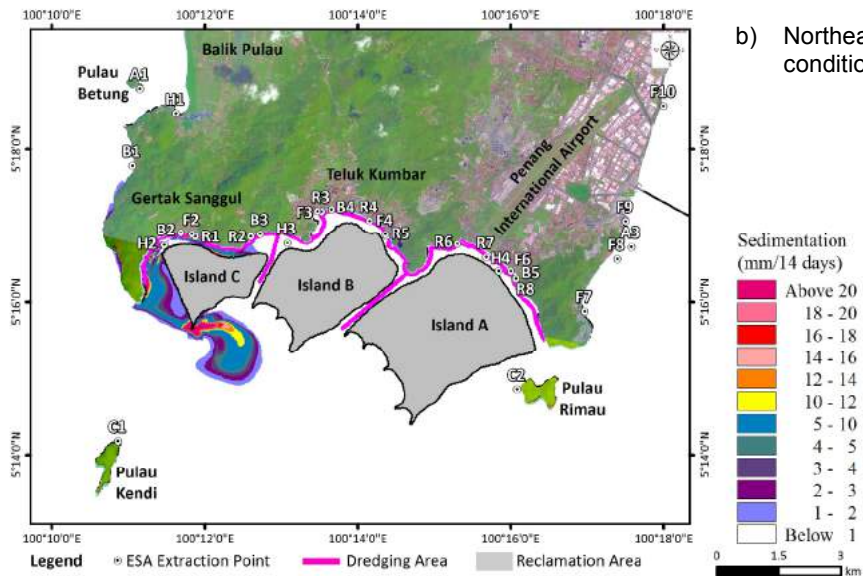 100°10'0"E 100°12'0"E 100°14'0"E 100°16'0"E 100°18'0"E
b) Northea
conditio
Balik Pulau
Pulau
Betung
A1
H1
F10
B1
5°18'0"N 5°18'0"N
Penang
International Airport
Teluk Kumbar
Gertak Sanggul
R3
F3 B4 R4
F4
R5
F9
A3
F8
B2 F2
H2 R1 R2 B3 H3
R6 R7
H4 F6
B5
R8
F7
Island C
Island B
Island A
5°16'0"N 5°16'0"N
C2
Pulau
Rimau
C1
Pulau
Kendi
5°14'0"N 5°14'0"N
100°10'0"E 100°12'0"E 100°14'0"E 100°16'0"E 100°18'0"E
Sedimentation
(mm/14 days)
Above 20
18 - 20
16 - 18
14 - 16
12 - 14
10 - 12
5 - 10
4 - 5
3 - 4
2 - 3
1 - 2
Below 1
0 1.5 3
km
Legend ESA Extraction Point Dredging Area Reclamation Area